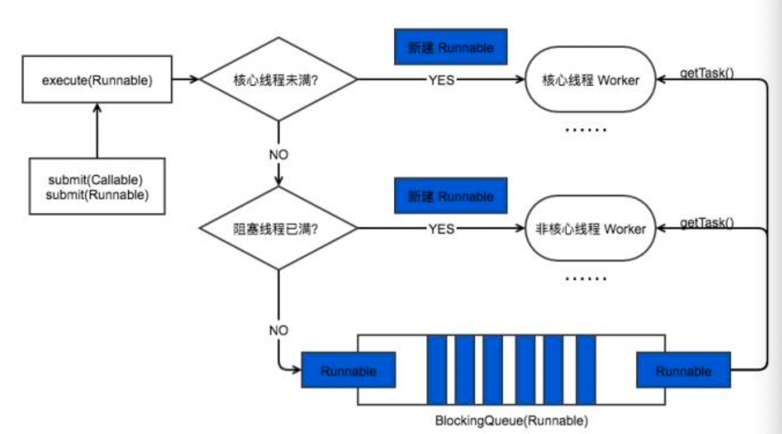 新建 Runnable
execute(Runnable)
核心线程未满?
YES
核心线程 Worker
getTask()
......
NO
submit(Callable)
submit(Runnable)
新建 Runnable
阻塞线程已满?
YES
非核心线程 Worker
getTask()
......
NO
Runnable
Runnable
BlockingQueue(Runnable)